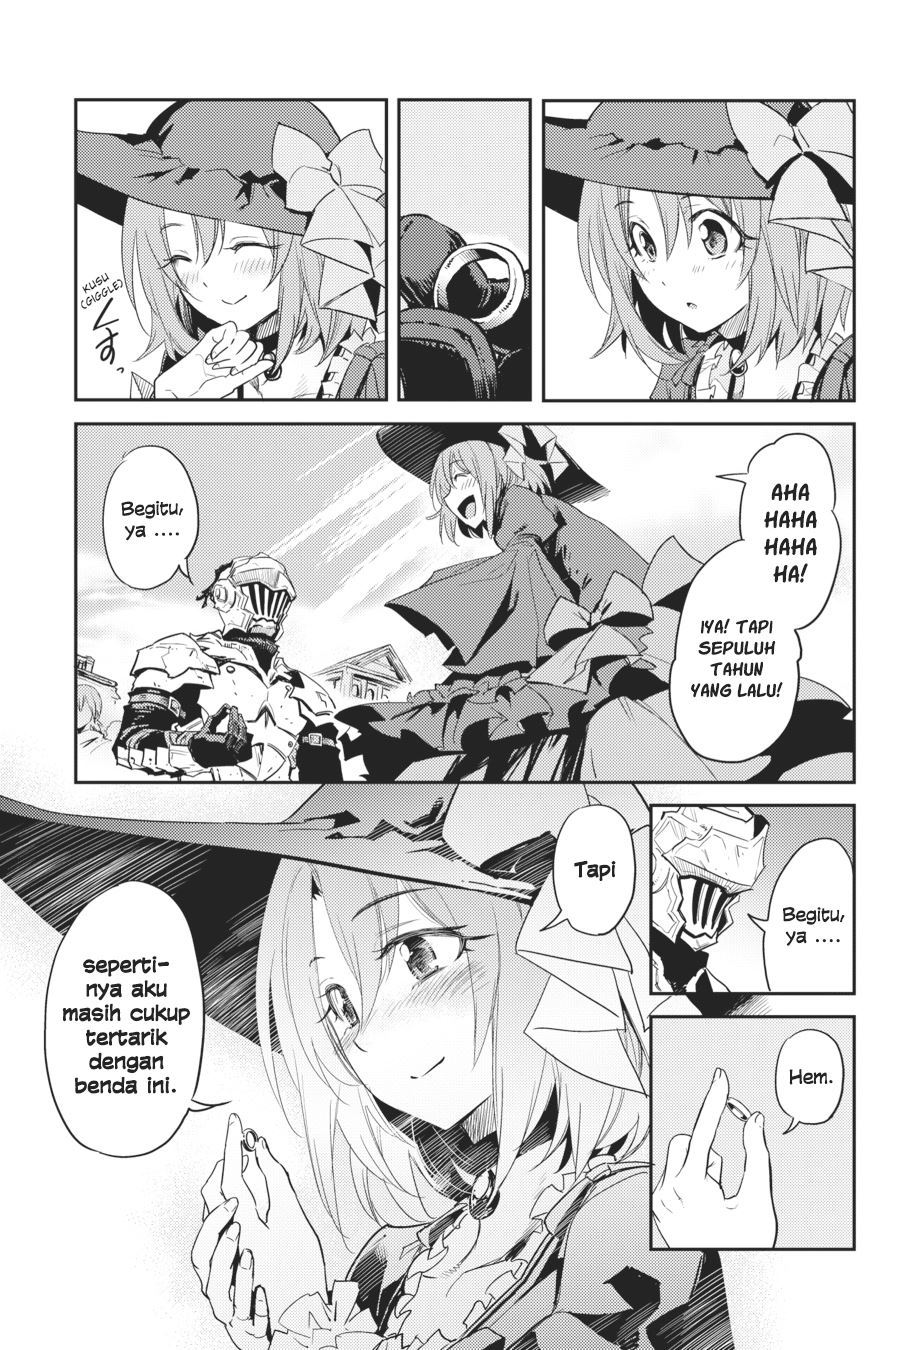 KUSU
(GIGGLE)
くす
AHA
HAHA
HAHA
HA!
IYA! TAPI
SEPULUH
TAHUN
YANG LALU!
Begitu,
ya ....
Begitu,
ya ....
Hem.
Tapi
seperti-
nya aku
masih cukup
tertarik
dengan
benda ini.